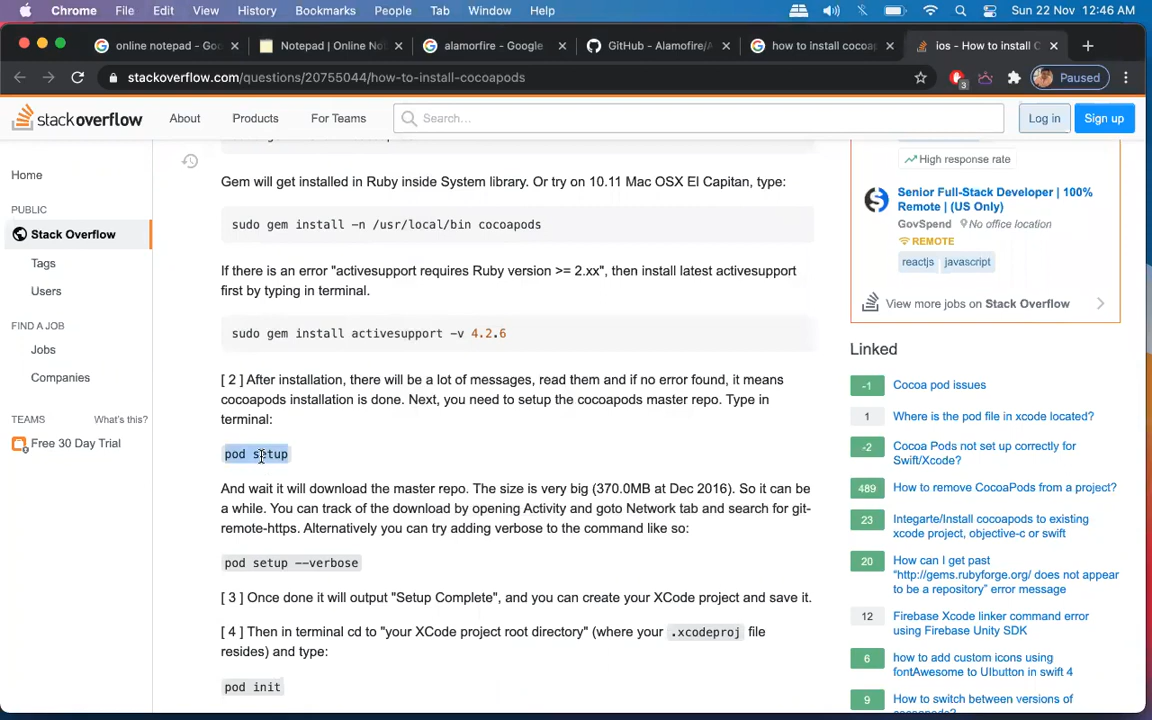 Chrome File Edit View History Bookmarks People Tab Window Help Sun 22 Nov 12:46 AM
online notepad - Goo
Notepad | Online No
alamorfire - Google
GitHub - Alamofire/A
how to install cocoap
ios - How to install C
stackoverflow.com/questions/20755044/how-to-install-cocoapods
3
Paused
stackoverflow
About
Products
For Teams
Search...
Log in
Sign up
Home
PUBLIC
Stack Overflow
Tags
Users
FIND A JOB
Jobs
Companies
TEAMS What's this?
Free 30 Day Trial
Gem will get installed in Ruby inside System library. Or try on 10.11 Mac OSX El Capitan, type:
sudo gem install -n /usr/local/bin cocoapods
If there is an error "activesupport requires Ruby version >= 2.xx", then install latest activesupport
first by typing in terminal.
sudo gem install activesupport -v 4.2.6
[ 2 ] After installation, there will be a lot of messages, read them and if no error found, it means
cocoapods installation is done. Next, you need to setup the cocoapods master repo. Type in
terminal:
pod setup
And wait it will download the master repo. The size is very big (370.0MB at Dec 2016). So it can be
a while. You can track of the download by opening Activity and goto Network tab and search for git-
remote-https. Alternatively you can try adding verbose to the command like so:
pod setup --verbose
[ 3 ] Once done it will output "Setup Complete", and you can create your XCode project and save it.
[ 4 ] Then in terminal cd to "your XCode project root directory" (where your .xcodeproj file
resides) and type:
pod init
High response rate
Senior Full-Stack Developer | 100%
Remote | (US Only)
GovSpend No office location
REMOTE
reactjs javascript
View more jobs on Stack Overflow
Linked
-1 Cocoa pod issues
1 Where is the pod file in xcode located?
-2 Cocoa Pods not set up correctly for
Swift/Xcode?
489 How to remove CocoaPods from a project?
23 Integarte/Install cocoapods to existing
xcode project, objective-c or swift
20 How can I get past
"http://gems.rubyforge.org/ does not appear
to be a repository" error message
12 Firebase Xcode linker command error
using Firebase Unity SDK
6 how to add custom icons using
fontAwesome to UIbutton in swift 4
9 How to switch between versions of